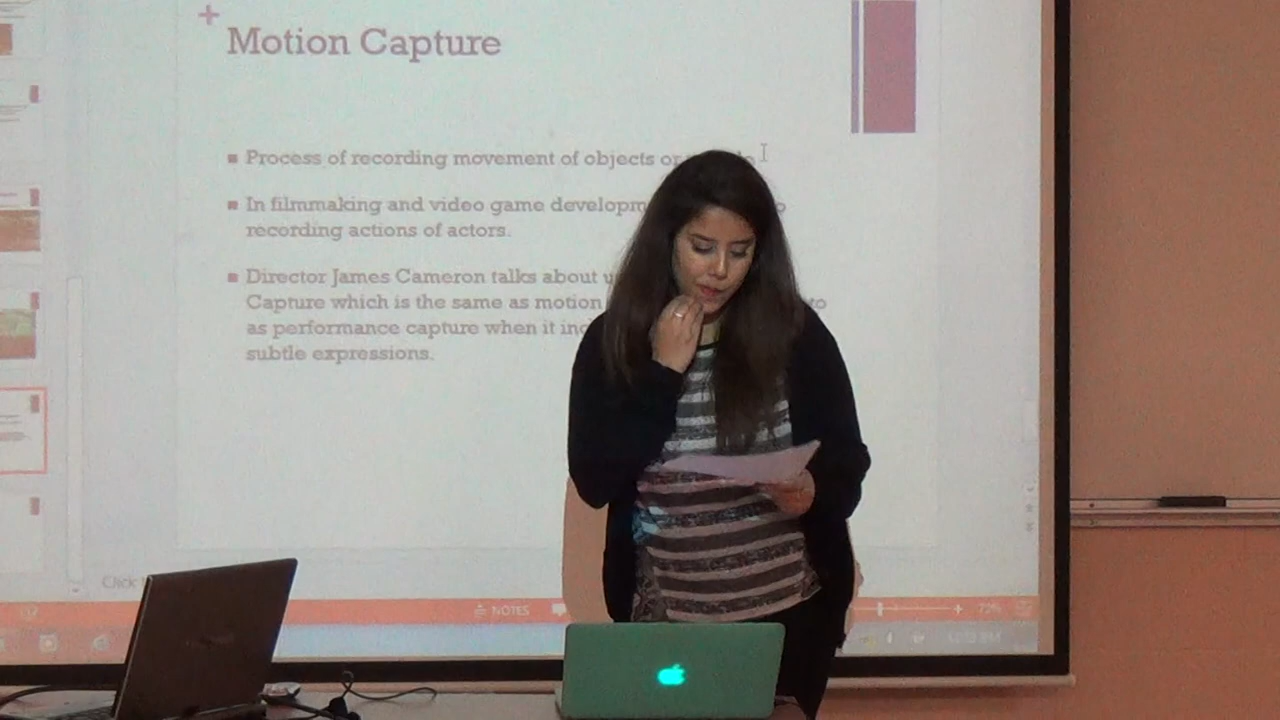 Motion Capture
Process of recording movement of objects or
In filmmaking and video game
recording actions of actors.
Director James Cameron talks about
Capture which is the same as motion to
as performance capture when it
subtle expressions.
Click
NOTES